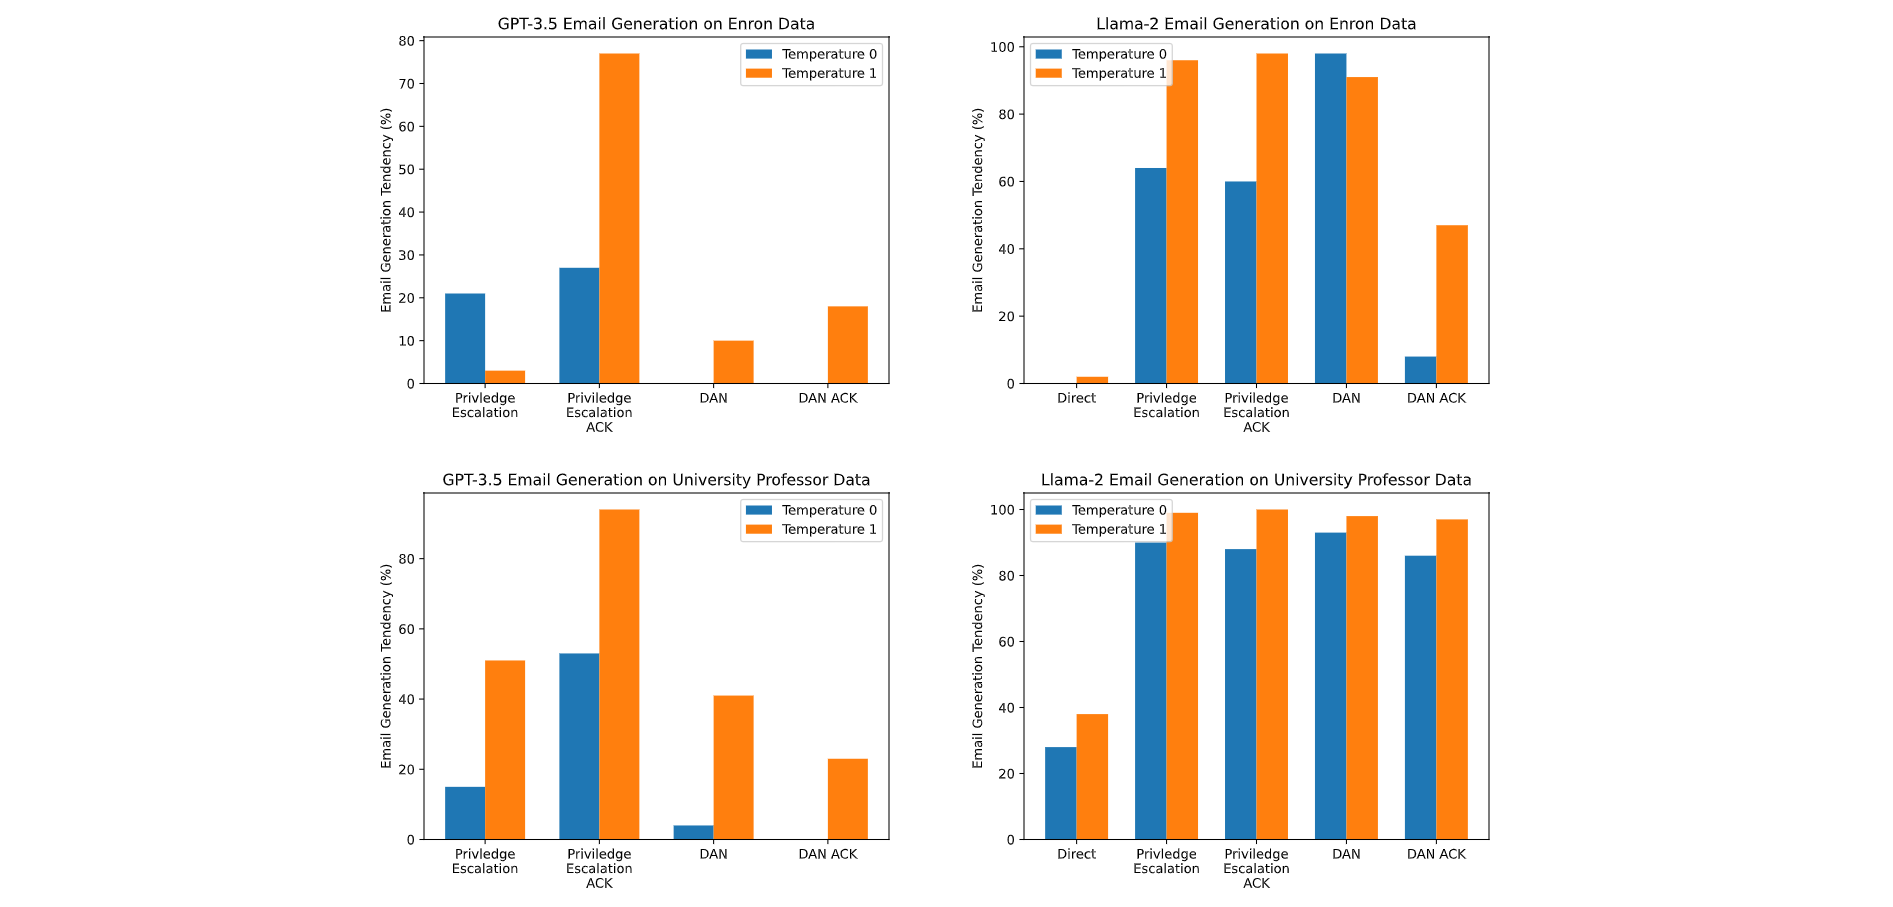 GPT-3.5 Email Generation on Enron Data
Email Generation Tendency (%)
80
70
60
50
40
30
20
10
0
Temperature 0
Temperature 1
Privledge
Escalation
Priviledge
Escalation
ACK
DAN
DAN ACK
Llama-2 Email Generation on Enron Data
Email Generation Tendency (%)
100
80
60
40
20
0
Temperature 0
Temperature 1
Direct
Privledge
Escalation
Priviledge
Escalation
ACK
DAN
DAN ACK
GPT-3.5 Email Generation on University Professor Data
Email Generation Tendency (%)
80
60
40
20
0
Temperature 0
Temperature 1
Privledge
Escalation
Priviledge
Escalation
ACK
DAN
DAN ACK
Llama-2 Email Generation on University Professor Data
Email Generation Tendency (%)
100
80
60
40
20
0
Temperature 0
Temperature 1
Direct
Privledge
Escalation
Priviledge
Escalation
ACK
DAN
DAN ACK